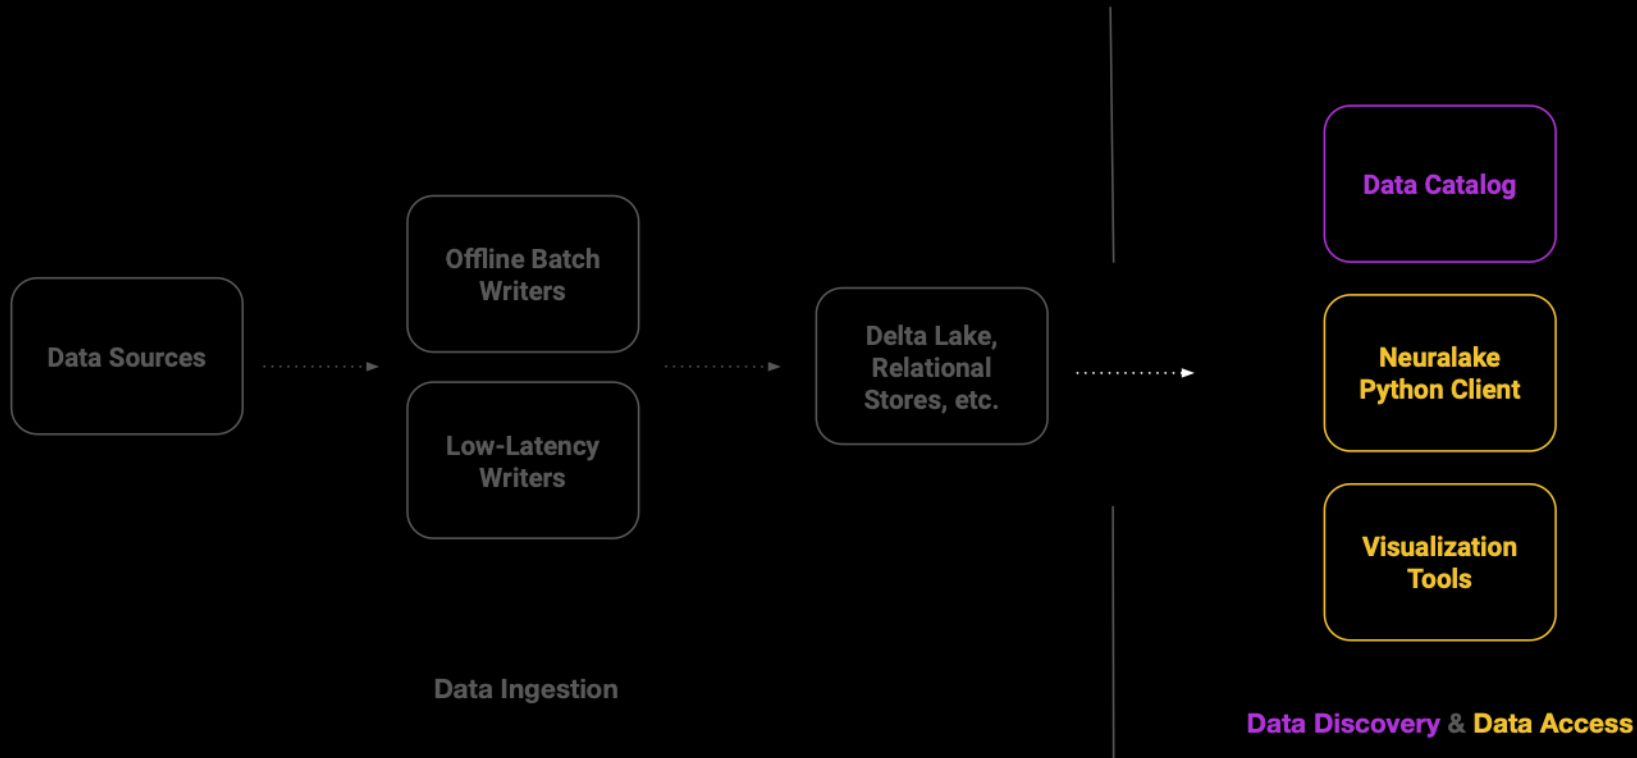 Data Sources
Offline Batch
Writers
Low-Latency
Writers
Delta Lake,
Relational
Stores, etc.
Data Ingestion
Data Catalog
Neuralake
Python Client
Visualization
Tools
Data Discovery & Data Access